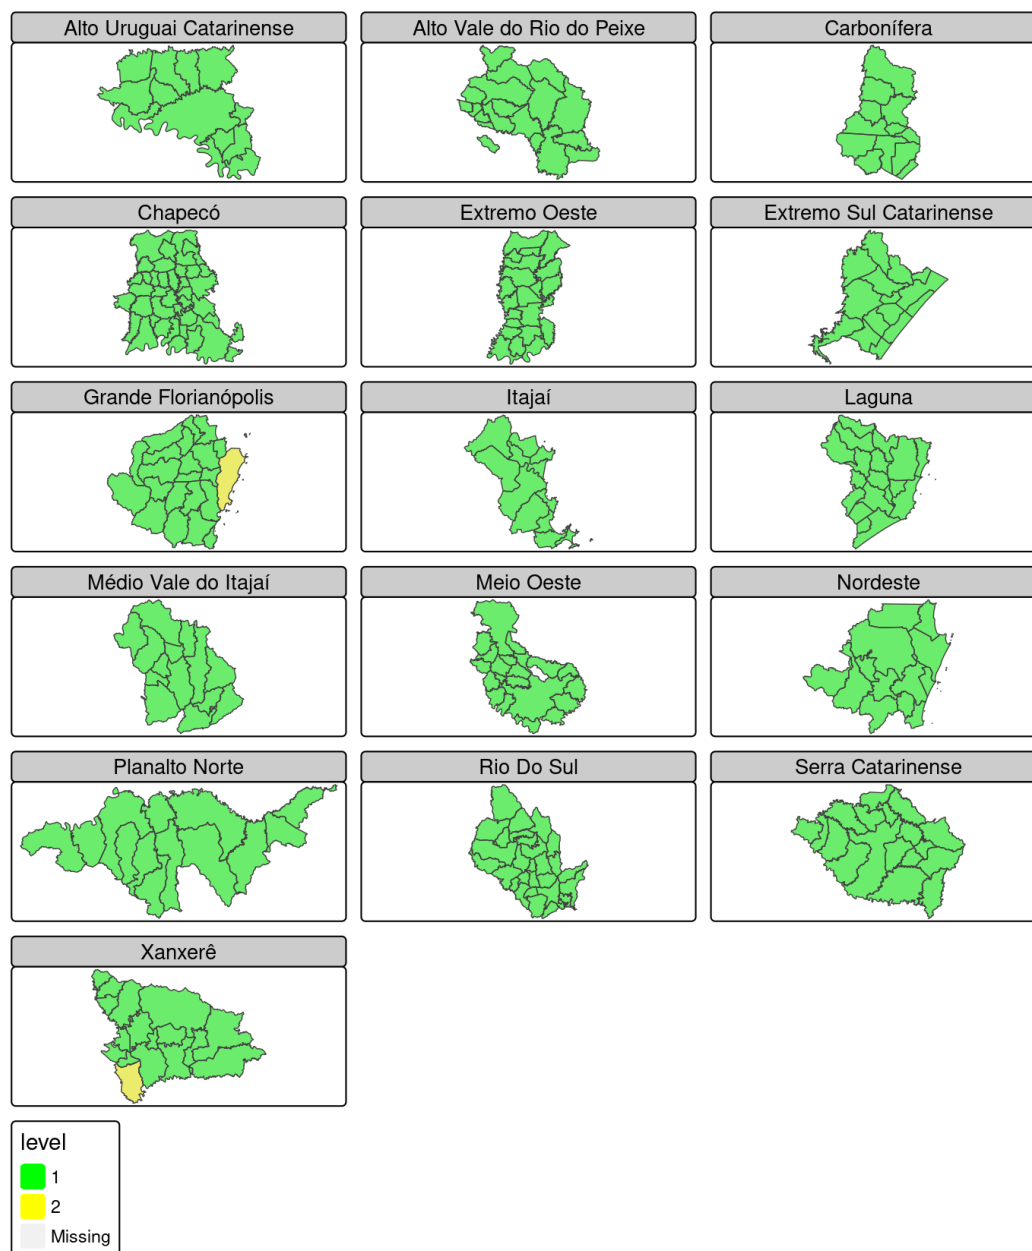 Alto Uruguai Catarinense
Alto Vale do Rio do Peixe
Carbonífera
Chapecó
Extremo Oeste
Extremo Sul Catarinense
Grande Florianópolis
Itajaí
Laguna
Médio Vale do Itajaí
Meio Oeste
Nordeste
Planalto Norte
Rio Do Sul
Serra Catarinense
Xanxerê
level
1
2
Missing